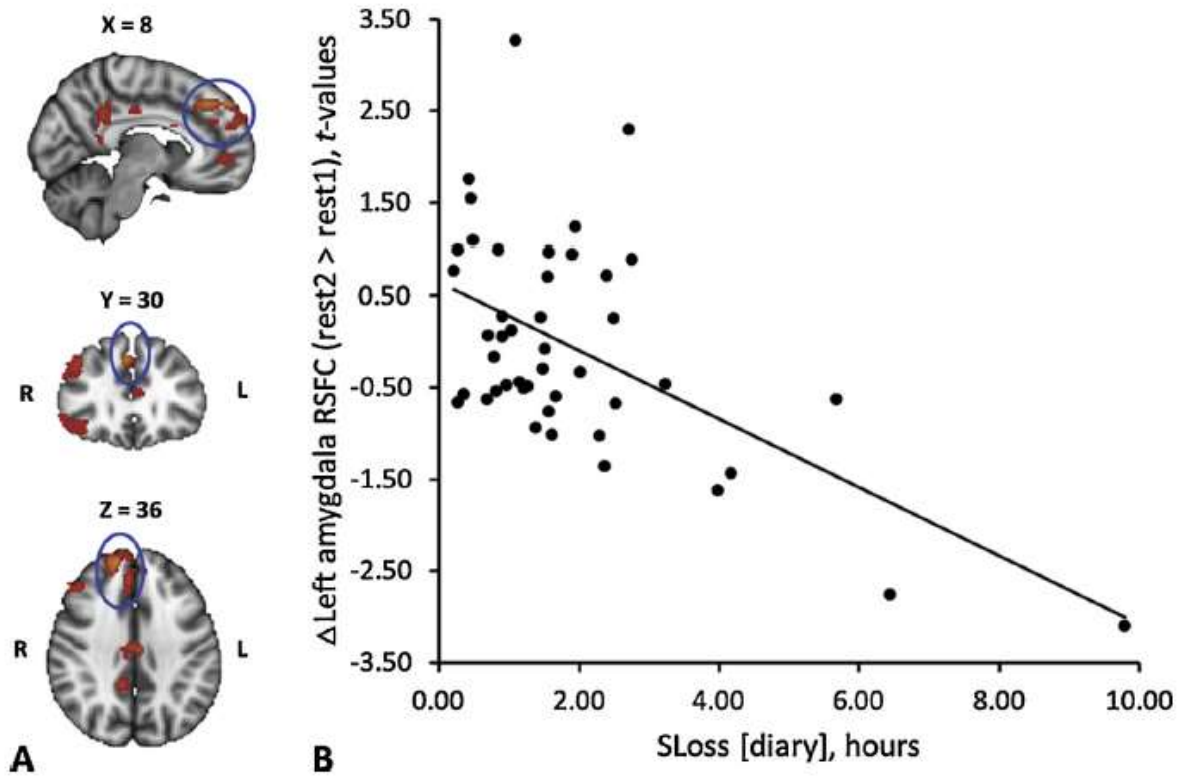 X = 8
Y = 30
R
L
Z = 36
R
L
A
△Left amygdala RSFC (rest2 > rest1), t-values
3.50
2.50
1.50
0.50
-0.50
-1.50
-2.50
-3.50
0.00 2.00 4.00 6.00 8.00 10.00
SLoss [diary], hours
B